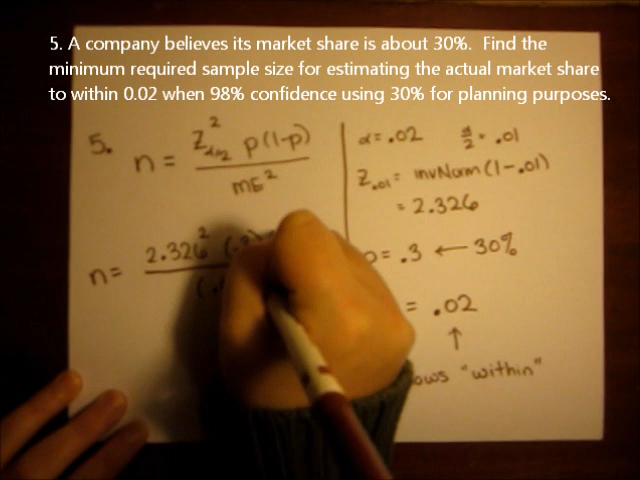 5. A company believes its market share is about 30%. Find the
minimum required sample size for estimating the actual market share
to within 0.02 when 98% confidence using 30% for planning purposes.
5. n = Z²α/2 p(1-p) / ME²
α = .02 α/2 = .01
Z.01 = invNorm(1-.01)
= 2.326
n = 2.326² (.3)
= .3 ← 30%
= .02
↑
"within"